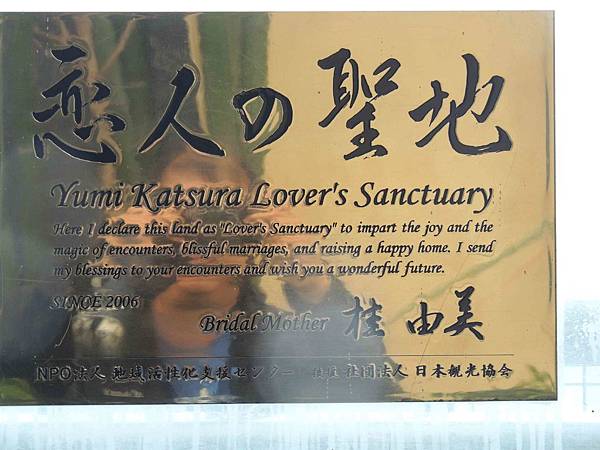 恋人の聖地
Yumi Katsura Lover's Sanctuary
Here I declare this land as "Lover's Sanctuary" to impart the joy and the
magic of encounters, blissful marriages, and raising a happy home. I send
my blessings to your encounters and wish you a wonderful future.
SINCE 2006
Bridal Mother 桂 由美
NPO法人 地域活性化支援センター 社団法人 日本観光協会